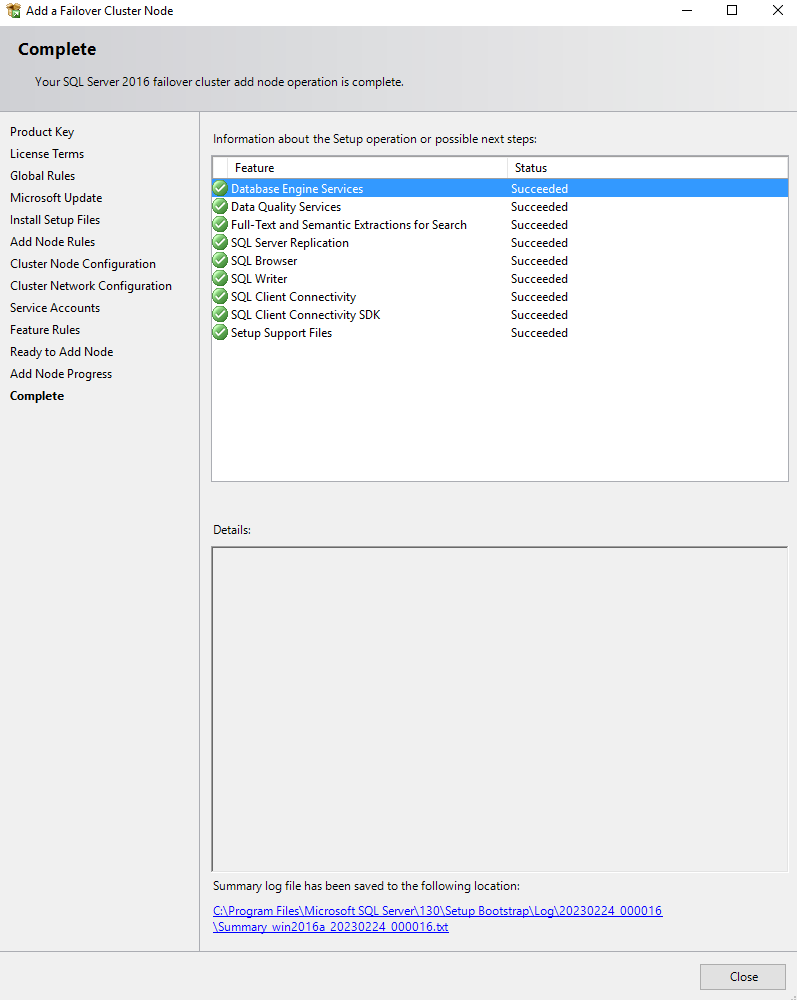 Add a Failover Cluster Node
Complete
Your SQL Server 2016 failover cluster add node operation is complete.
Product Key
License Terms
Global Rules
Microsoft Update
Install Setup Files
Add Node Rules
Cluster Node Configuration
Cluster Network Configuration
Service Accounts
Feature Rules
Ready to Add Node
Add Node Progress
Complete
Information about the Setup operation or possible next steps:
Feature Status
Database Engine Services Succeeded
Data Quality Services Succeeded
Full-Text and Semantic Extractions for Search Succeeded
SQL Server Replication Succeeded
SQL Browser Succeeded
SQL Writer Succeeded
SQL Client Connectivity Succeeded
SQL Client Connectivity SDK Succeeded
Setup Support Files Succeeded
Details:
Summary log file has been saved to the following location:
C:\Program Files\Microsoft SQL Server\130\Setup Bootstrap\Log\20230224_000016
\Summary_win2016a_20230224_000016.txt
Close